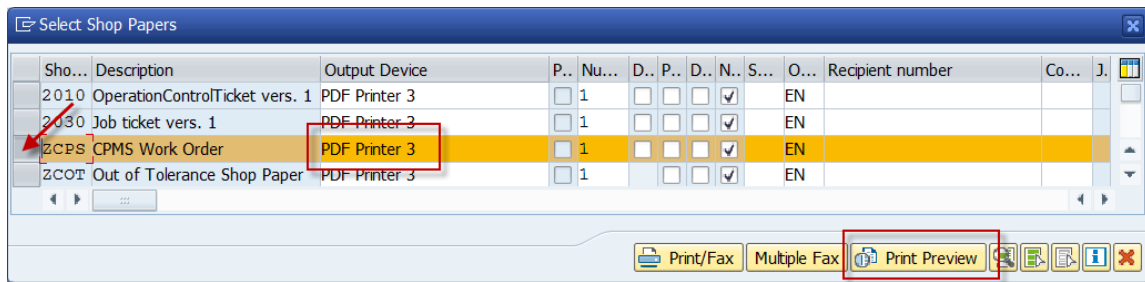 Select Shop Papers
Sho... Description Output Device P.. Nu... D.. P.. D.. N.. S... O... Recipient number Co... J.
2010 OperationControlTicket vers. 1 PDF Printer 3 1 EN
2030 Job ticket vers. 1 PDF Printer 3 1 EN
ZCPS CPMS Work Order PDF Printer 3 1 EN
ZCOT Out of Tolerance Shop Paper PDF Printer 3 1 EN
Print/Fax Multiple Fax Print Preview